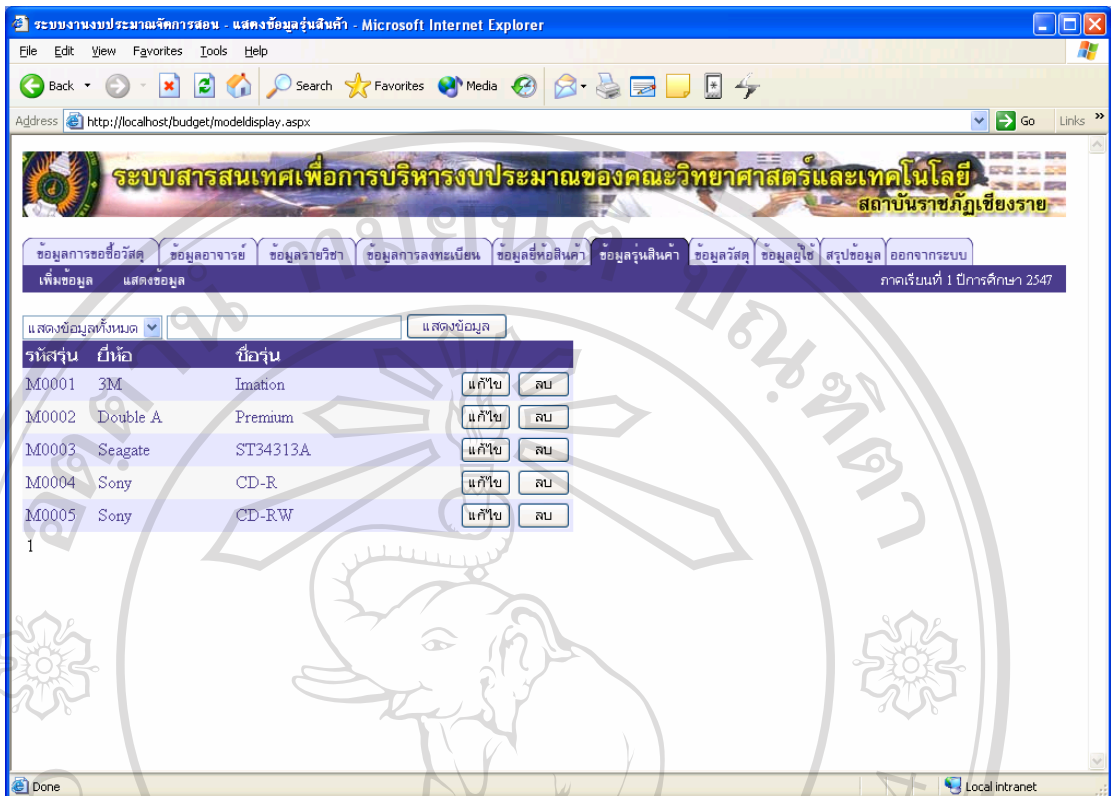 ระบบงานงบประมาณจัดการสอน - แสดงข้อมูลรุ่นสินค้า - Microsoft Internet Explorer
File Edit View Favorites Tools Help
Back Search Favorites Media
Address http://localhost/budget/modeldisplay.aspx Go Links »
ระบบสารสนเทศเพื่อการบริหารงบประมาณของคณะวิทยาศาสตร์และเทคโนโลยี
สถาบันราชภัฏเชียงราย
ข้อมูลการขอซื้อวัสดุ ข้อมูลอาจารย์ ข้อมูลรายวิชา ข้อมูลการลงทะเบียน ข้อมูลยี่ห้อสินค้า ข้อมูลรุ่นสินค้า ข้อมูลวัสดุ ข้อมูลผู้ใช้ สรุปข้อมูล ออกจากระบบ
เพิ่มข้อมูล แสดงข้อมูล ภาคเรียนที่ 1 ปีการศึกษา 2547
แสดงข้อมูลทั้งหมด แสดงข้อมูล
รหัสรุ่น ยี่ห้อ ชื่อรุ่น
M0001 3M Imation แก้ไข ลบ
M0002 Double A Premium แก้ไข ลบ
M0003 Seagate ST34313A แก้ไข ลบ
M0004 Sony CD-R แก้ไข ลบ
M0005 Sony CD-RW แก้ไข ลบ
1
Done Local intranet